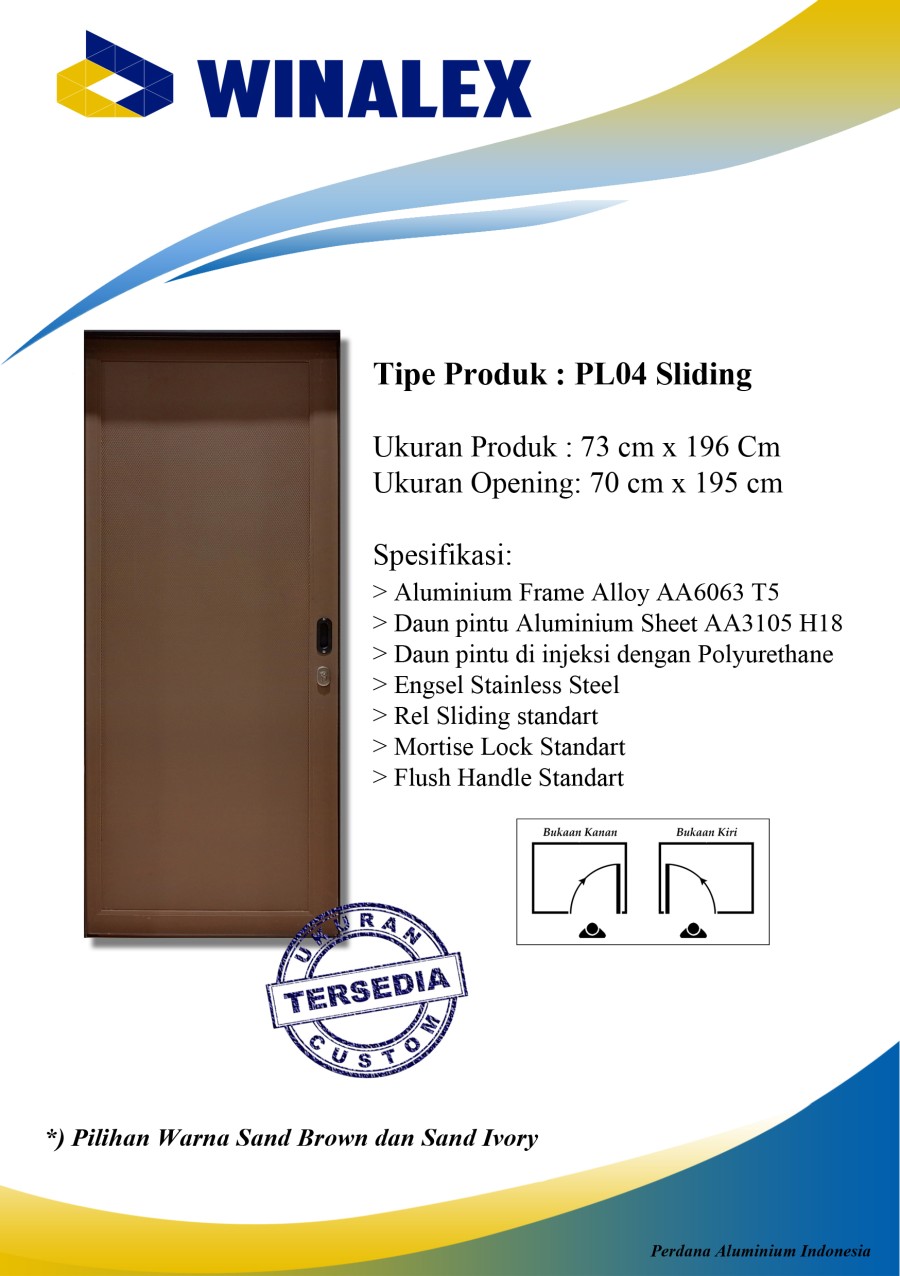 WINALEX
Tipe Produk : PL04 Sliding
Ukuran Produk : 73 cm x 196 Cm
Ukuran Opening: 70 cm x 195 cm
Spesifikasi:
> Aluminium Frame Alloy AA6063 T5
> Daun pintu Aluminium Sheet AA3105 H18
> Daun pintu di injeksi dengan Polyurethane
> Engsel Stainless Steel
> Rel Sliding standart
> Mortise Lock Standart
> Flush Handle Standart
Bukaan Kanan
Bukaan Kiri
UKURAN
TERSEDIA
CUSTOM
*) Pilihan Warna Sand Brown dan Sand Ivory
Perdana Aluminium Indonesia